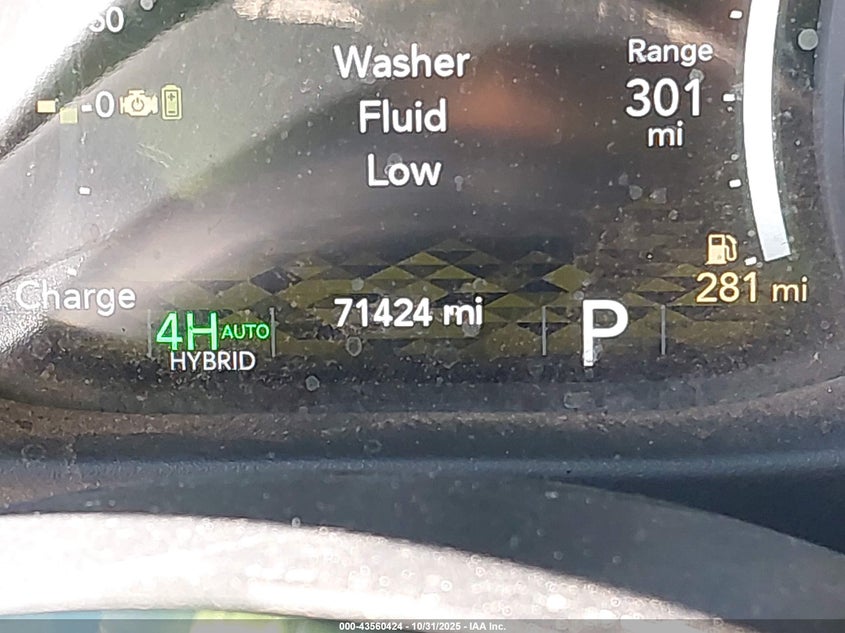 Washer
Fluid
Low
Range
301
mi
-0
281 mi
Charge
71424 mi
4H AUTO
HYBRID
P
000-43560424 - 10/31/2025 - IAA Inc.